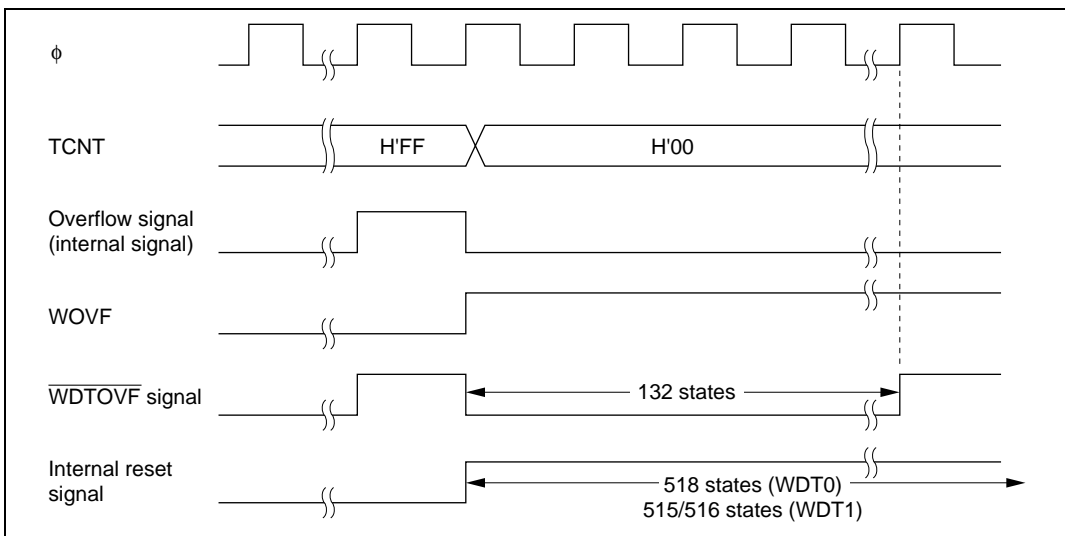 ϕ
TCNT
H'FF
H'00
Overflow signal
(internal signal)
WOVF
WDTOVF signal
132 states
Internal reset
signal
518 states (WDT0)
515/516 states (WDT1)